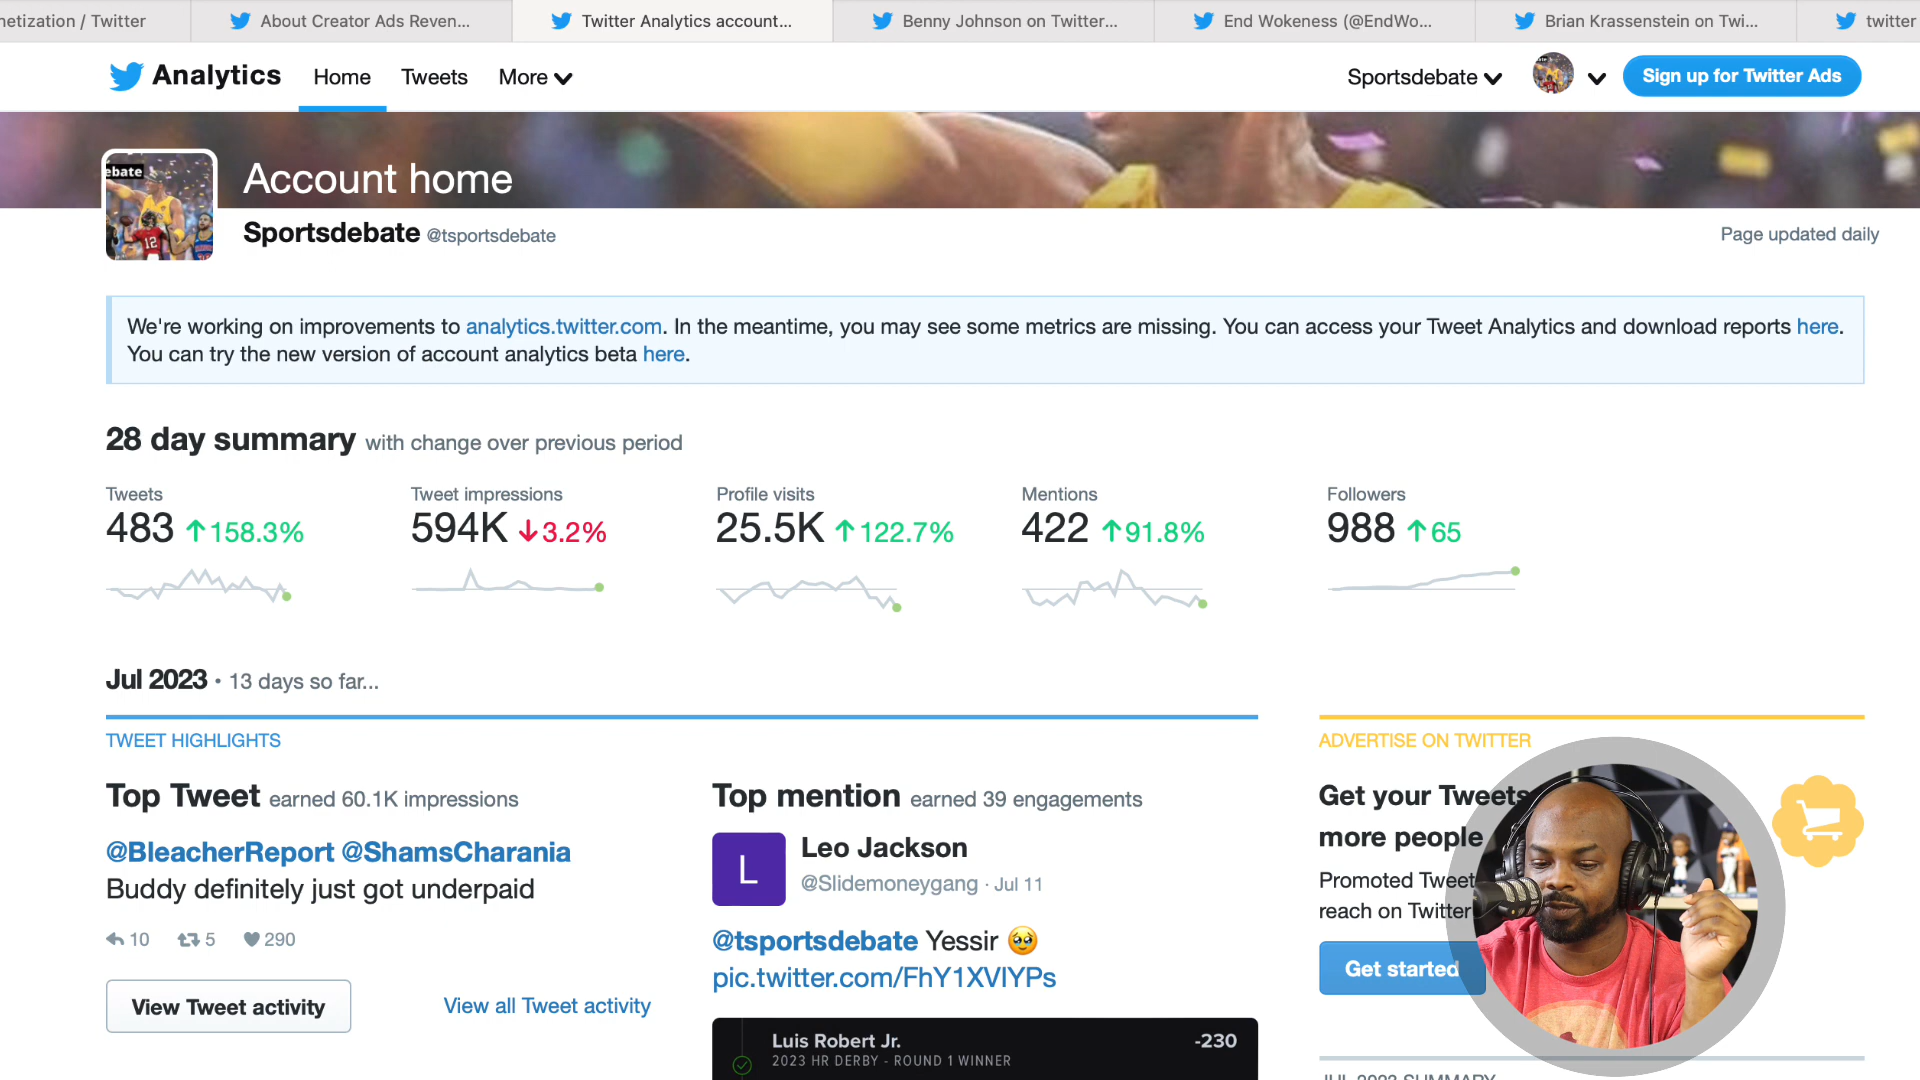 netization / Twitter
About Creator Ads Reven...
Twitter Analytics account...
Benny Johnson on Twitter...
End Wokeness (@EndWo...
Brian Krassenstein on Twi...
twitter
Analytics
Home
Tweets
More
Sportsdebate
Sign up for Twitter Ads
ebate
12
Account home
Sportsdebate @tsportsdebate
Page updated daily
We're working on improvements to analytics.twitter.com. In the meantime, you may see some metrics are missing. You can access your Tweet Analytics and download reports here.
You can try the new version of account analytics beta here.
28 day summary with change over previous period
Tweets
483 158.3%
Tweet impressions
594K 3.2%
Profile visits
25.5K 122.7%
Mentions
422 91.8%
Followers
988 65
Jul 2023 • 13 days so far...
TWEET HIGHLIGHTS
Top Tweet earned 60.1K impressions
@BleacherReport @ShamsCharania
Buddy definitely just got underpaid
10 5 290
View Tweet activity
View all Tweet activity
Top mention earned 39 engagements
L
Leo Jackson
@Slidemoneygang · Jul 11
@tsportsdebate Yessir 🥹
pic.twitter.com/FhY1XVlYPs
Luis Robert Jr. -230
2023 HR DERBY - ROUND 1 WINNER
ADVERTISE ON TWITTER
Get your Tweets
more people
Promoted Tweet
reach on Twitter
Get started
JUL 2023 SUMMARY